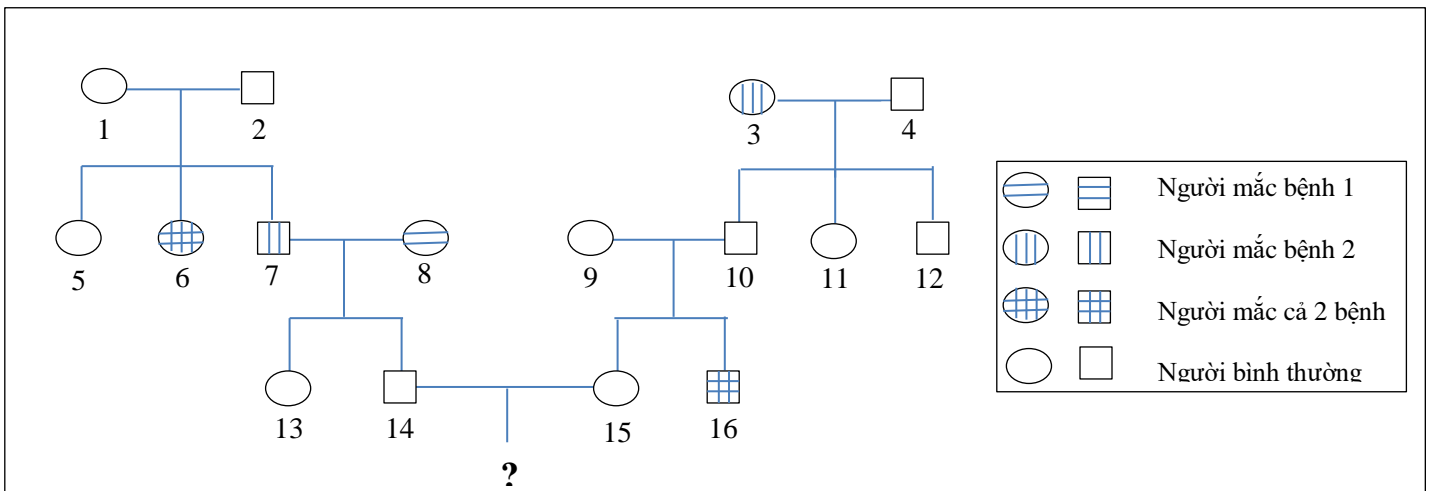 1 2 3 4
5 6 7 8 9 10 11 12
13 14 15 16
?
Người mắc bệnh 1
Người mắc bệnh 2
Người mắc cả 2 bệnh
Người bình thường